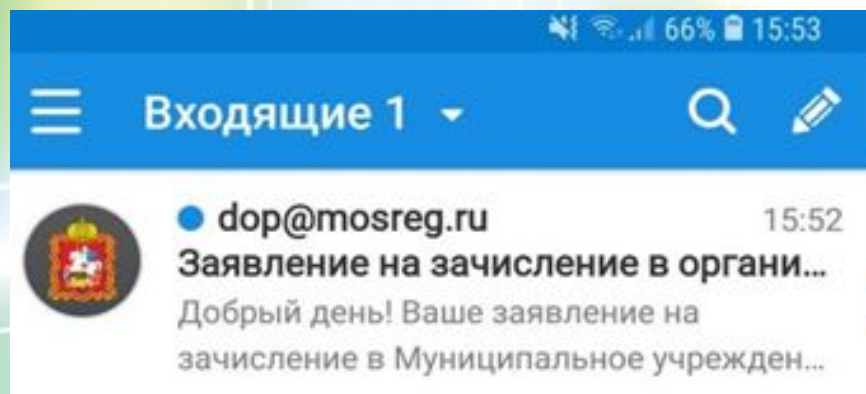 66% 15:53
Входящие 1
dop@mosreg.ru 15:52
Заявление на зачисление в органи...
Добрый день! Ваше заявление на
зачисление в Муниципальное учрежден...